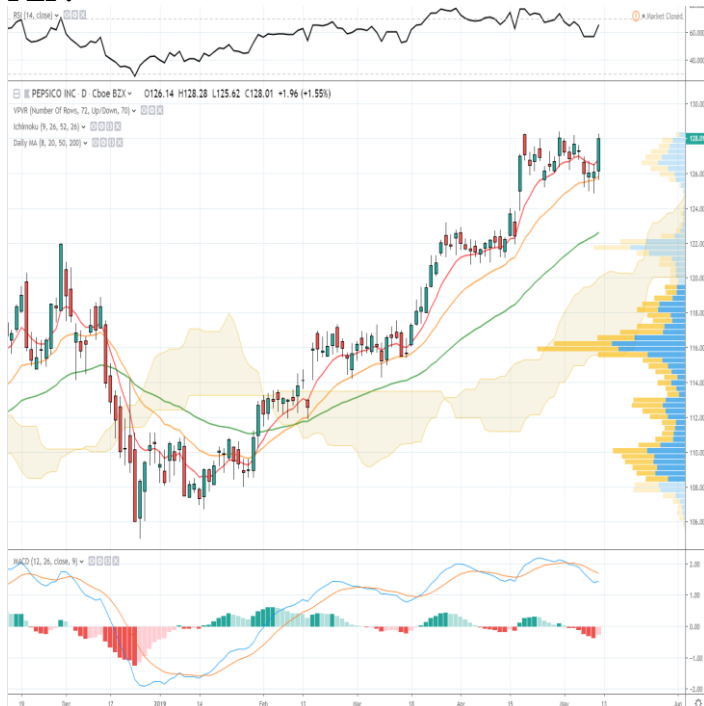 RSI (14, close)
Market Closed
60.000
40.000
PEPSICO INC · D · Cboe BZX O126.14 H128.28 L125.62 C128.01 +1.96 (+1.55%)
VPVR (Number Of Rows, 72, Up/Down, 70)
Ichimoku (9, 26, 52, 26)
Daily MA (8, 20, 50, 200)
130.00
128.01
126.00
124.00
122.00
120.00
118.00
116.00
114.00
112.00
110.00
108.00
106.00
MACD (12, 26, close, 9)
2.00
1.00
0.00
-1.00
-2.00
19 Dec 17 2019 14 Feb 14 Mar 18 Apr 15 May 13 Jun